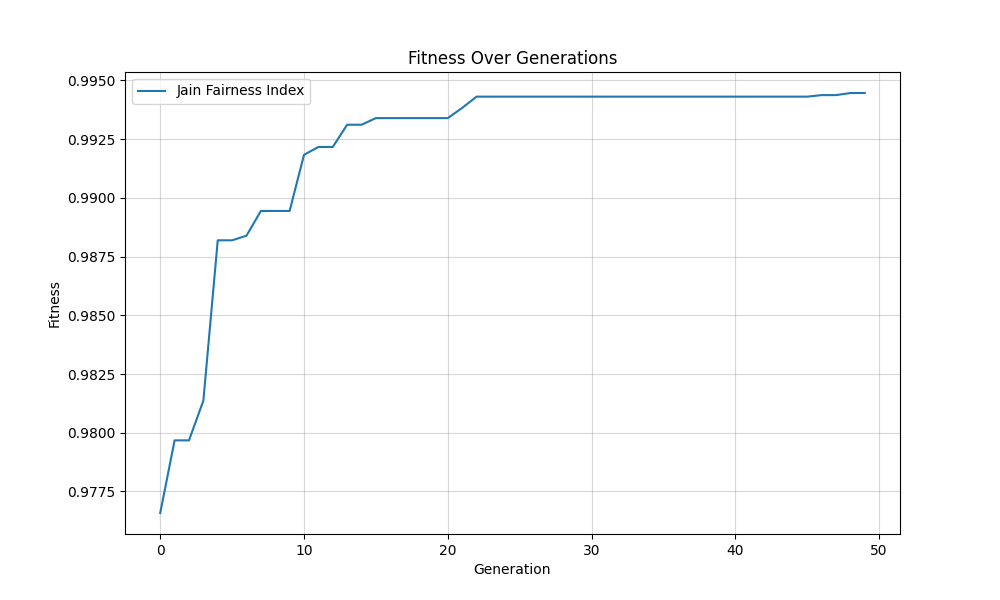 Fitness Over Generations
Jain Fairness Index
Fitness
0.9950
0.9925
0.9900
0.9875
0.9850
0.9825
0.9800
0.9775
0 10 20 30 40 50
Generation